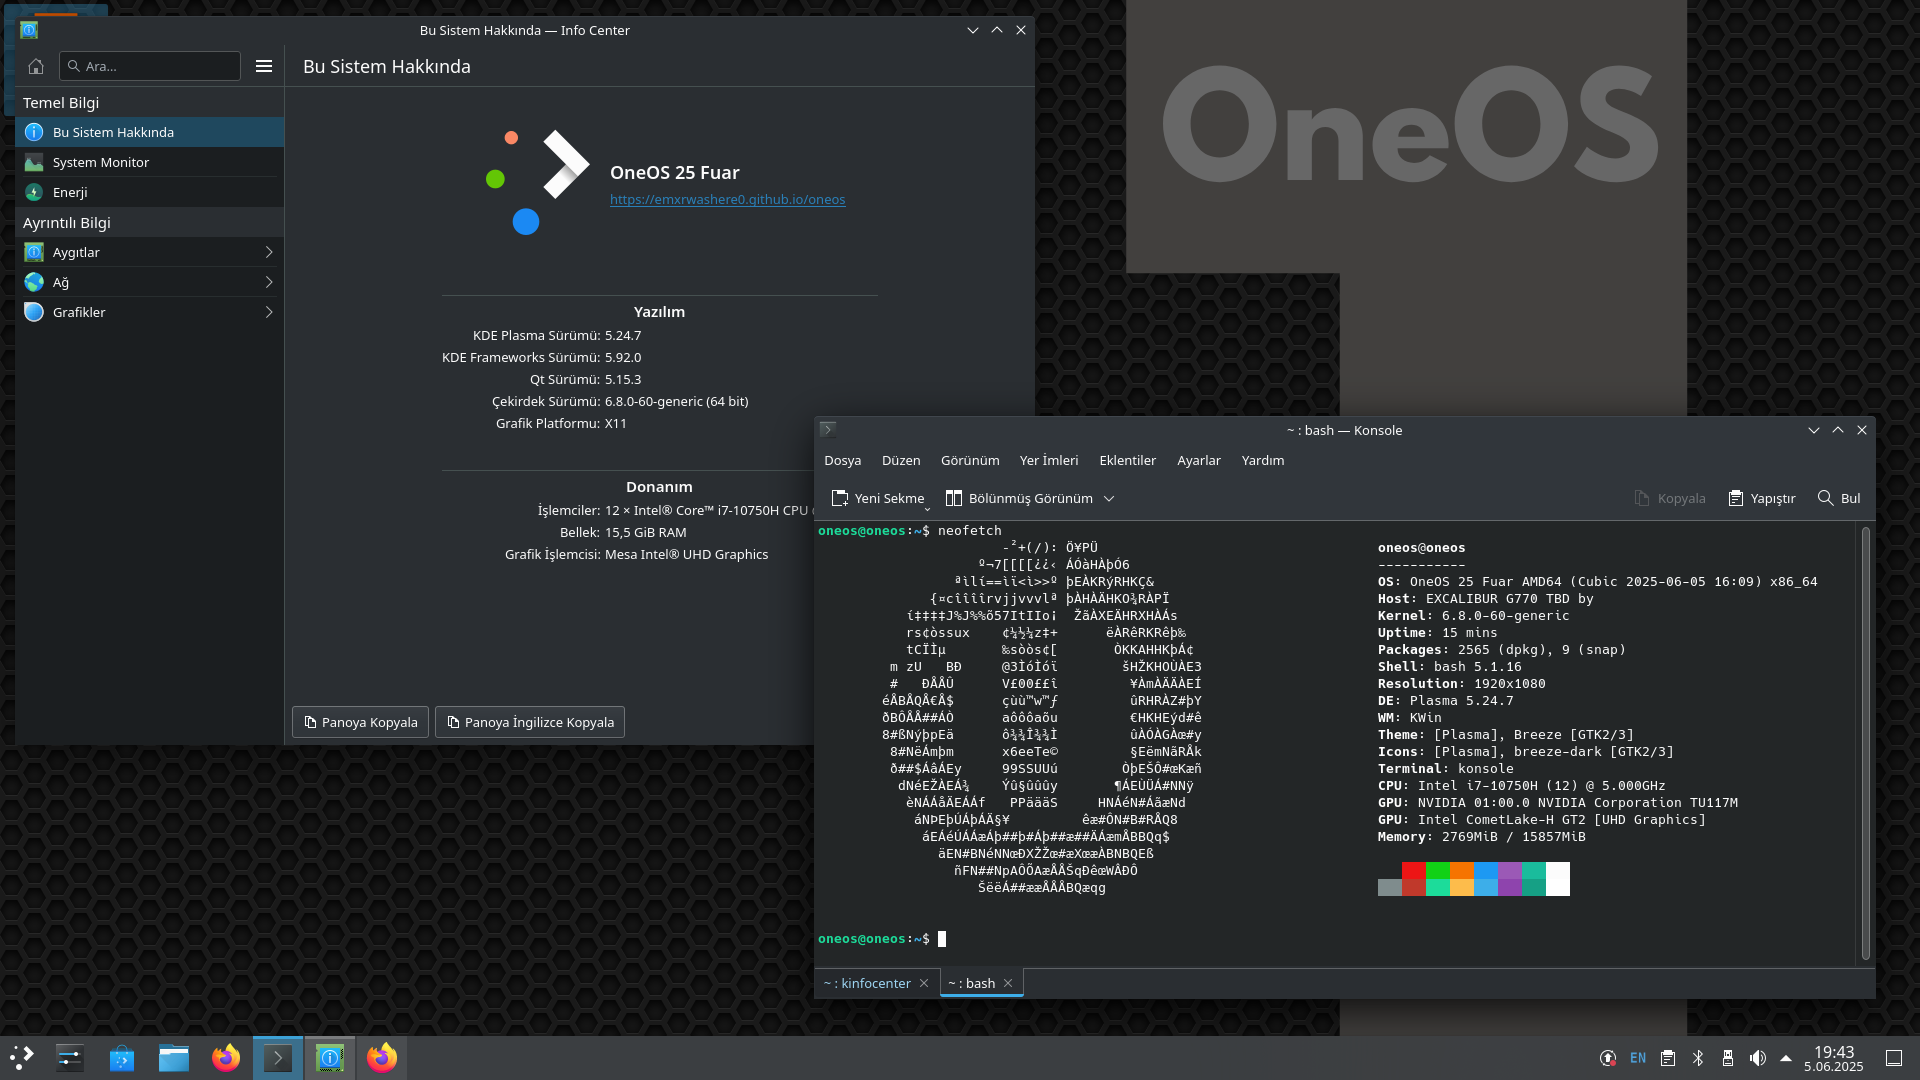 Bu Sistem Hakkında — Info Center
Ara...
Bu Sistem Hakkında
Temel Bilgi
Bu Sistem Hakkında
System Monitor
Enerji
Ayrıntılı Bilgi
Aygıtlar
Ağ
Grafikler
OneOS 25 Fuar
https://emxrwashere0.github.io/oneos
Yazılım
KDE Plasma Sürümü: 5.24.7
KDE Frameworks Sürümü: 5.92.0
Qt Sürümü: 5.15.3
Çekirdek Sürümü: 6.8.0-60-generic (64 bit)
Grafik Platformu: X11
Donanım
İşlemciler: 12 × Intel® Core™ i7-10750H CPU
Bellek: 15,5 GiB RAM
Grafik İşlemcisi: Mesa Intel® UHD Graphics
Panoya Kopyala
Panoya İngilizce Kopyala
OneOS
~ : bash — Konsole
Dosya Düzen Görünüm Yer İmleri Eklentiler Ayarlar Yardım
Yeni Sekme Bölünmüş Görünüm Kopyala Yapıştır Bul
oneos@oneos:~$ neofetch
oneos@oneos
-----------
OS: OneOS 25 Fuar AMD64 (Cubic 2025-06-05 16:09) x86_64
Host: EXCALIBUR G770 TBD by
Kernel: 6.8.0-60-generic
Uptime: 15 mins
Packages: 2565 (dpkg), 9 (snap)
Shell: bash 5.1.16
Resolution: 1920x1080
DE: Plasma 5.24.7
WM: KWin
Theme: [Plasma], Breeze [GTK2/3]
Icons: [Plasma], breeze-dark [GTK2/3]
Terminal: konsole
CPU: Intel i7-10750H (12) @ 5.000GHz
GPU: NVIDIA 01:00.0 NVIDIA Corporation TU117M
GPU: Intel CometLake-H GT2 [UHD Graphics]
Memory: 2769MiB / 15857MiB
oneos@oneos:~$
~ : kinfocenter
~ : bash
EN
19:43
5.06.2025